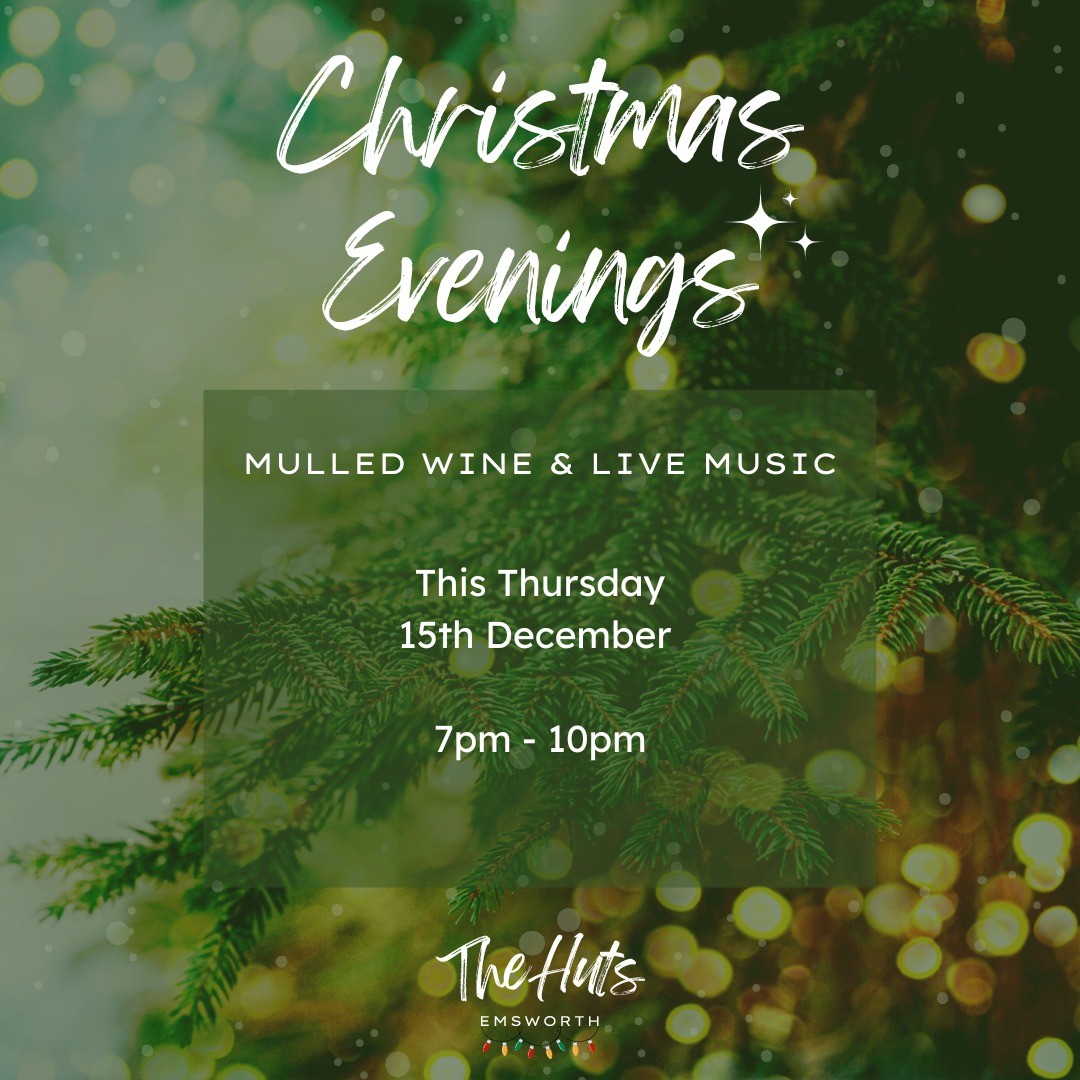 Christmas
Evenings
MULLED WINE & LIVE MUSIC
This Thursday
15th December
7pm - 10pm
The Huts
EMSWORTH